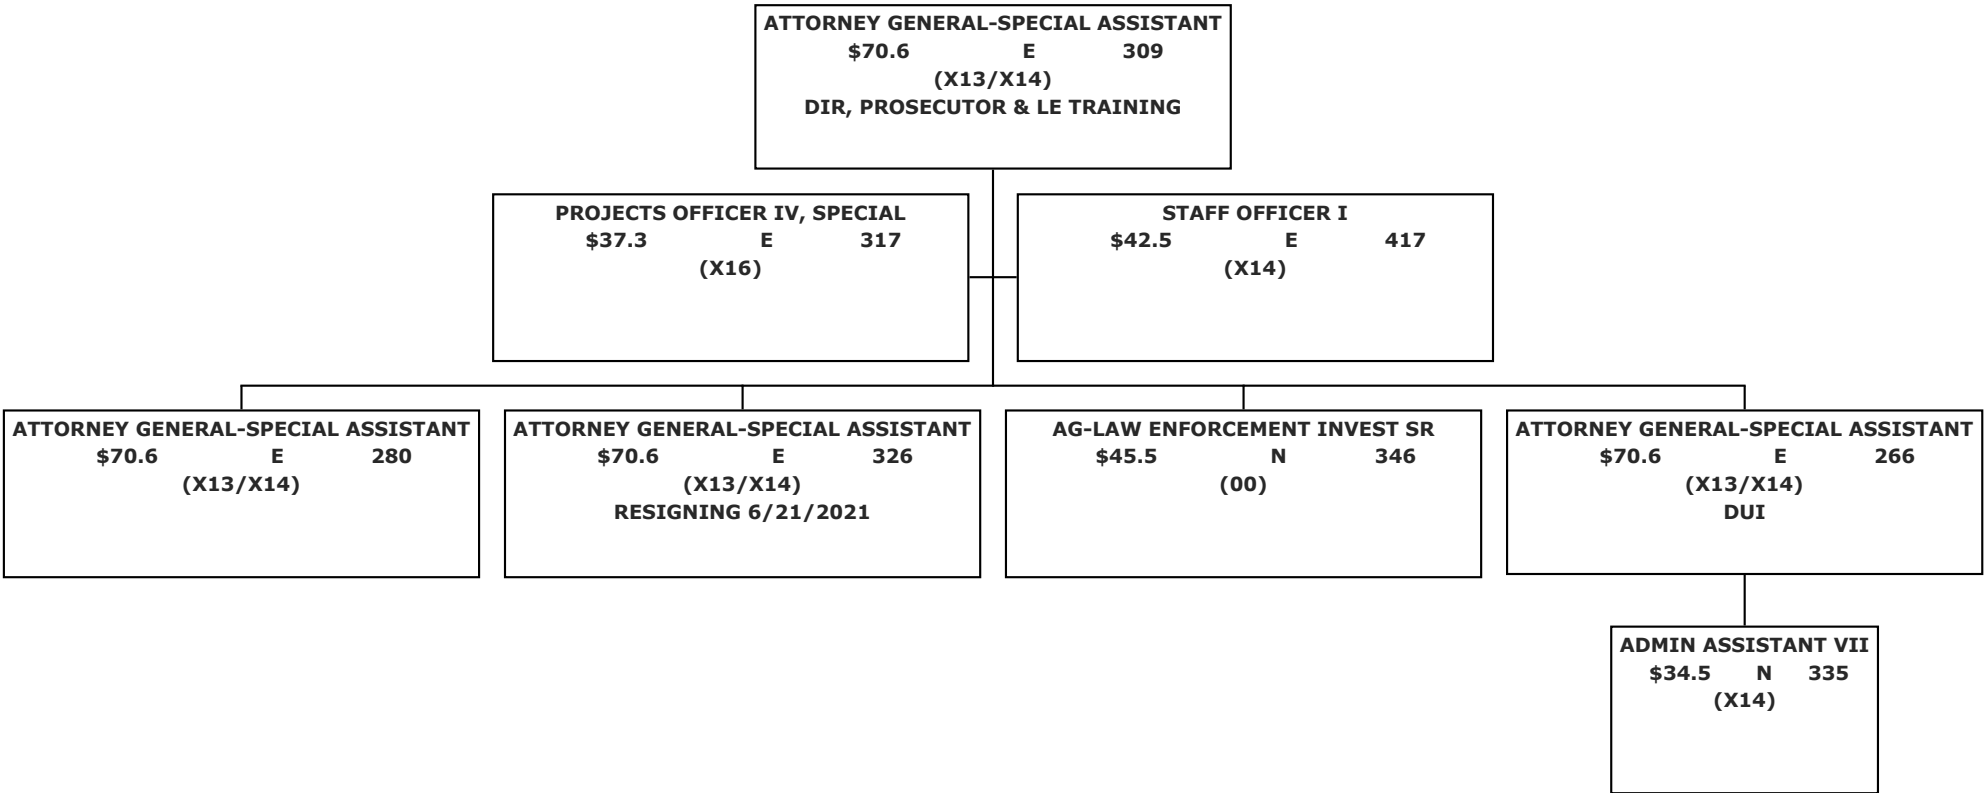 ATTORNEY GENERAL-SPECIAL ASSISTANT
$70.6 E 309
(X13/X14)
DIR, PROSECUTOR & LE TRAINING
PROJECTS OFFICER IV, SPECIAL
$37.3 E 317
(X16)
STAFF OFFICER I
$42.5 E 417
(X14)
ATTORNEY GENERAL-SPECIAL ASSISTANT
$70.6 E 280
(X13/X14)
ATTORNEY GENERAL-SPECIAL ASSISTANT
$70.6 E 326
(X13/X14)
RESIGNING 6/21/2021
AG-LAW ENFORCEMENT INVEST SR
$45.5 N 346
(00)
ATTORNEY GENERAL-SPECIAL ASSISTANT
$70.6 E 266
(X13/X14)
DUI
ADMIN ASSISTANT VII
$34.5 N 335
(X14)